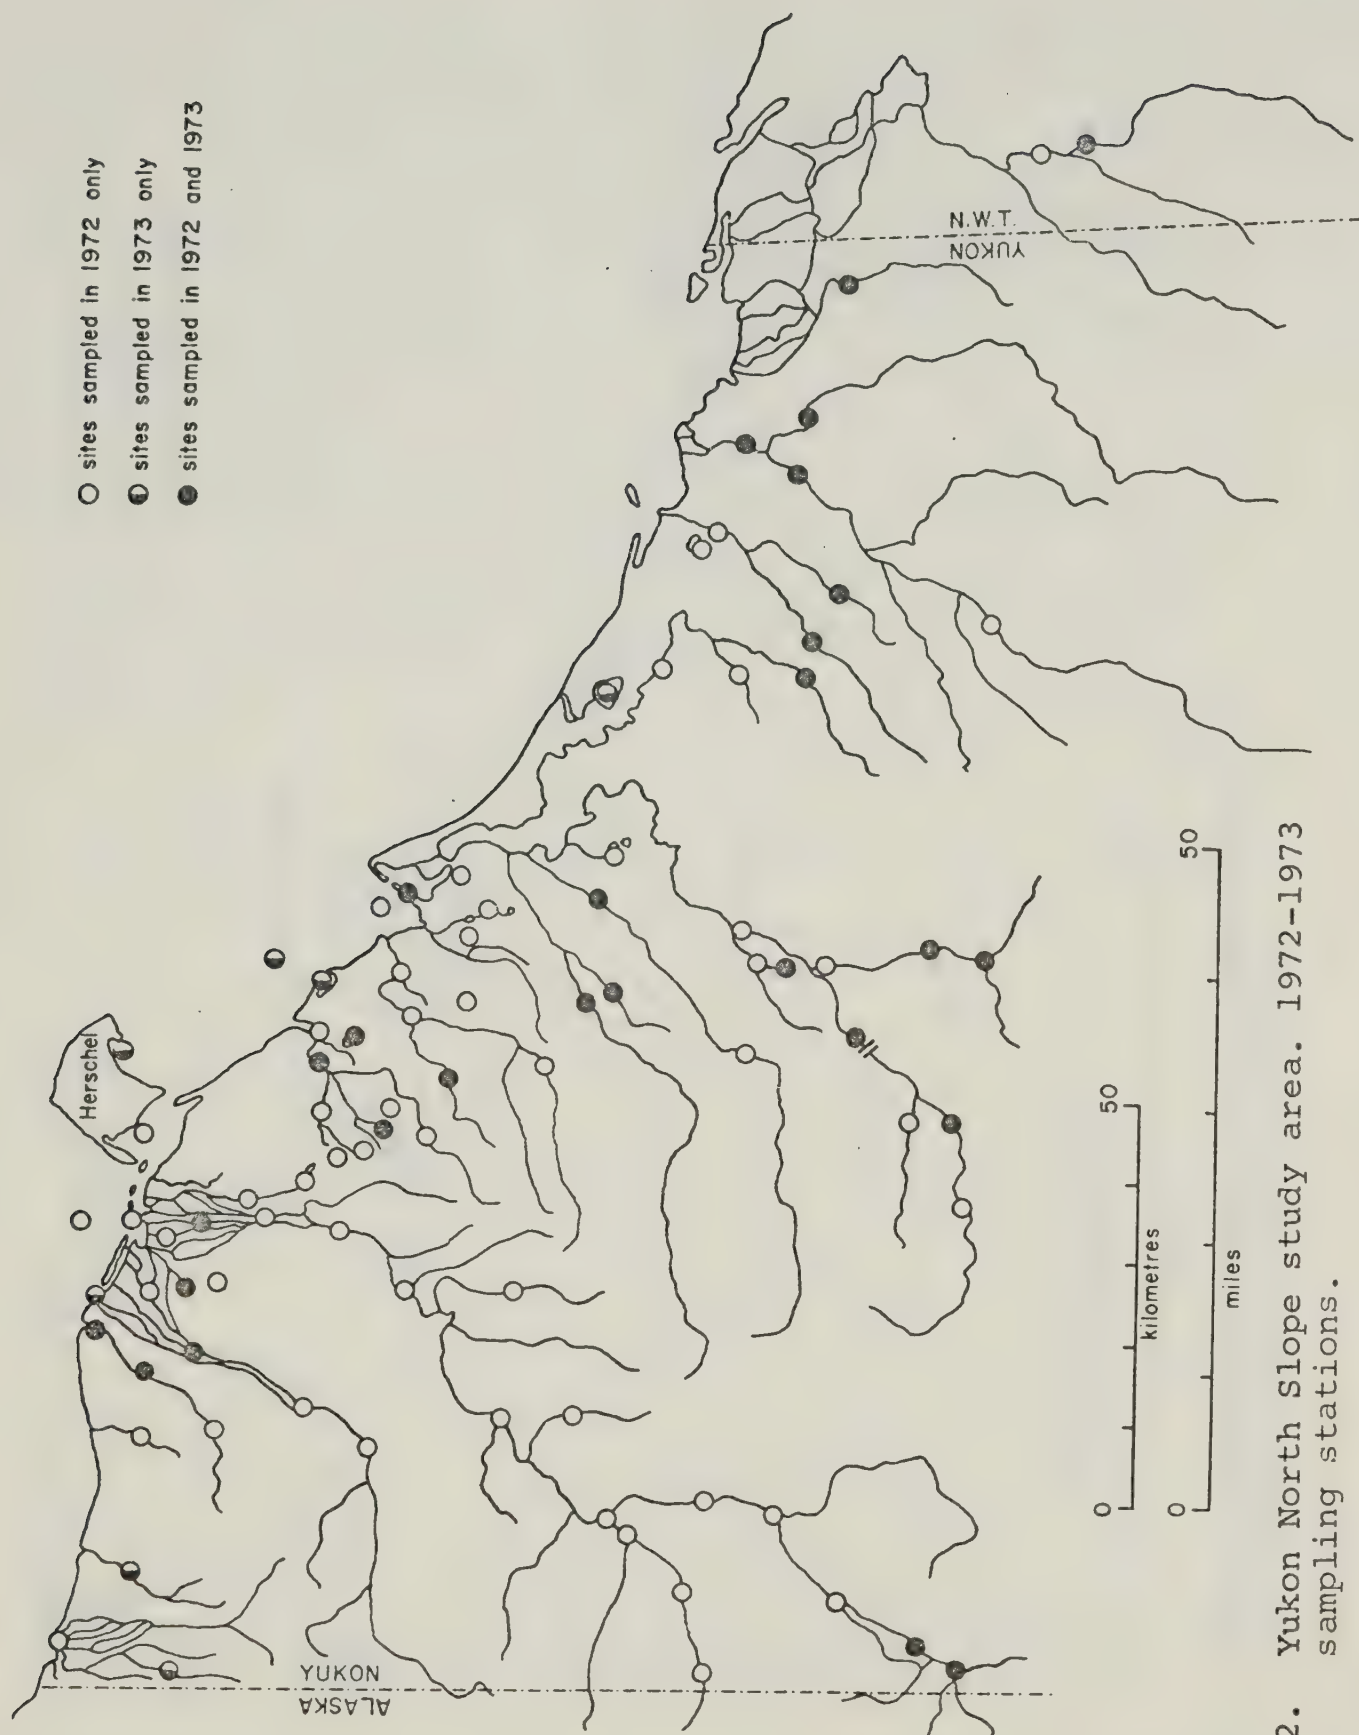 sites sampled in 1972 only
sites sampled in 1973 only
sites sampled in 1972 and 1973
Herschel
YUKON
ALASKA
N.W.T.
YUKON
0 50
kilometres
0 50
miles
2. Yukon North Slope study area. 1972-1973
sampling stations.